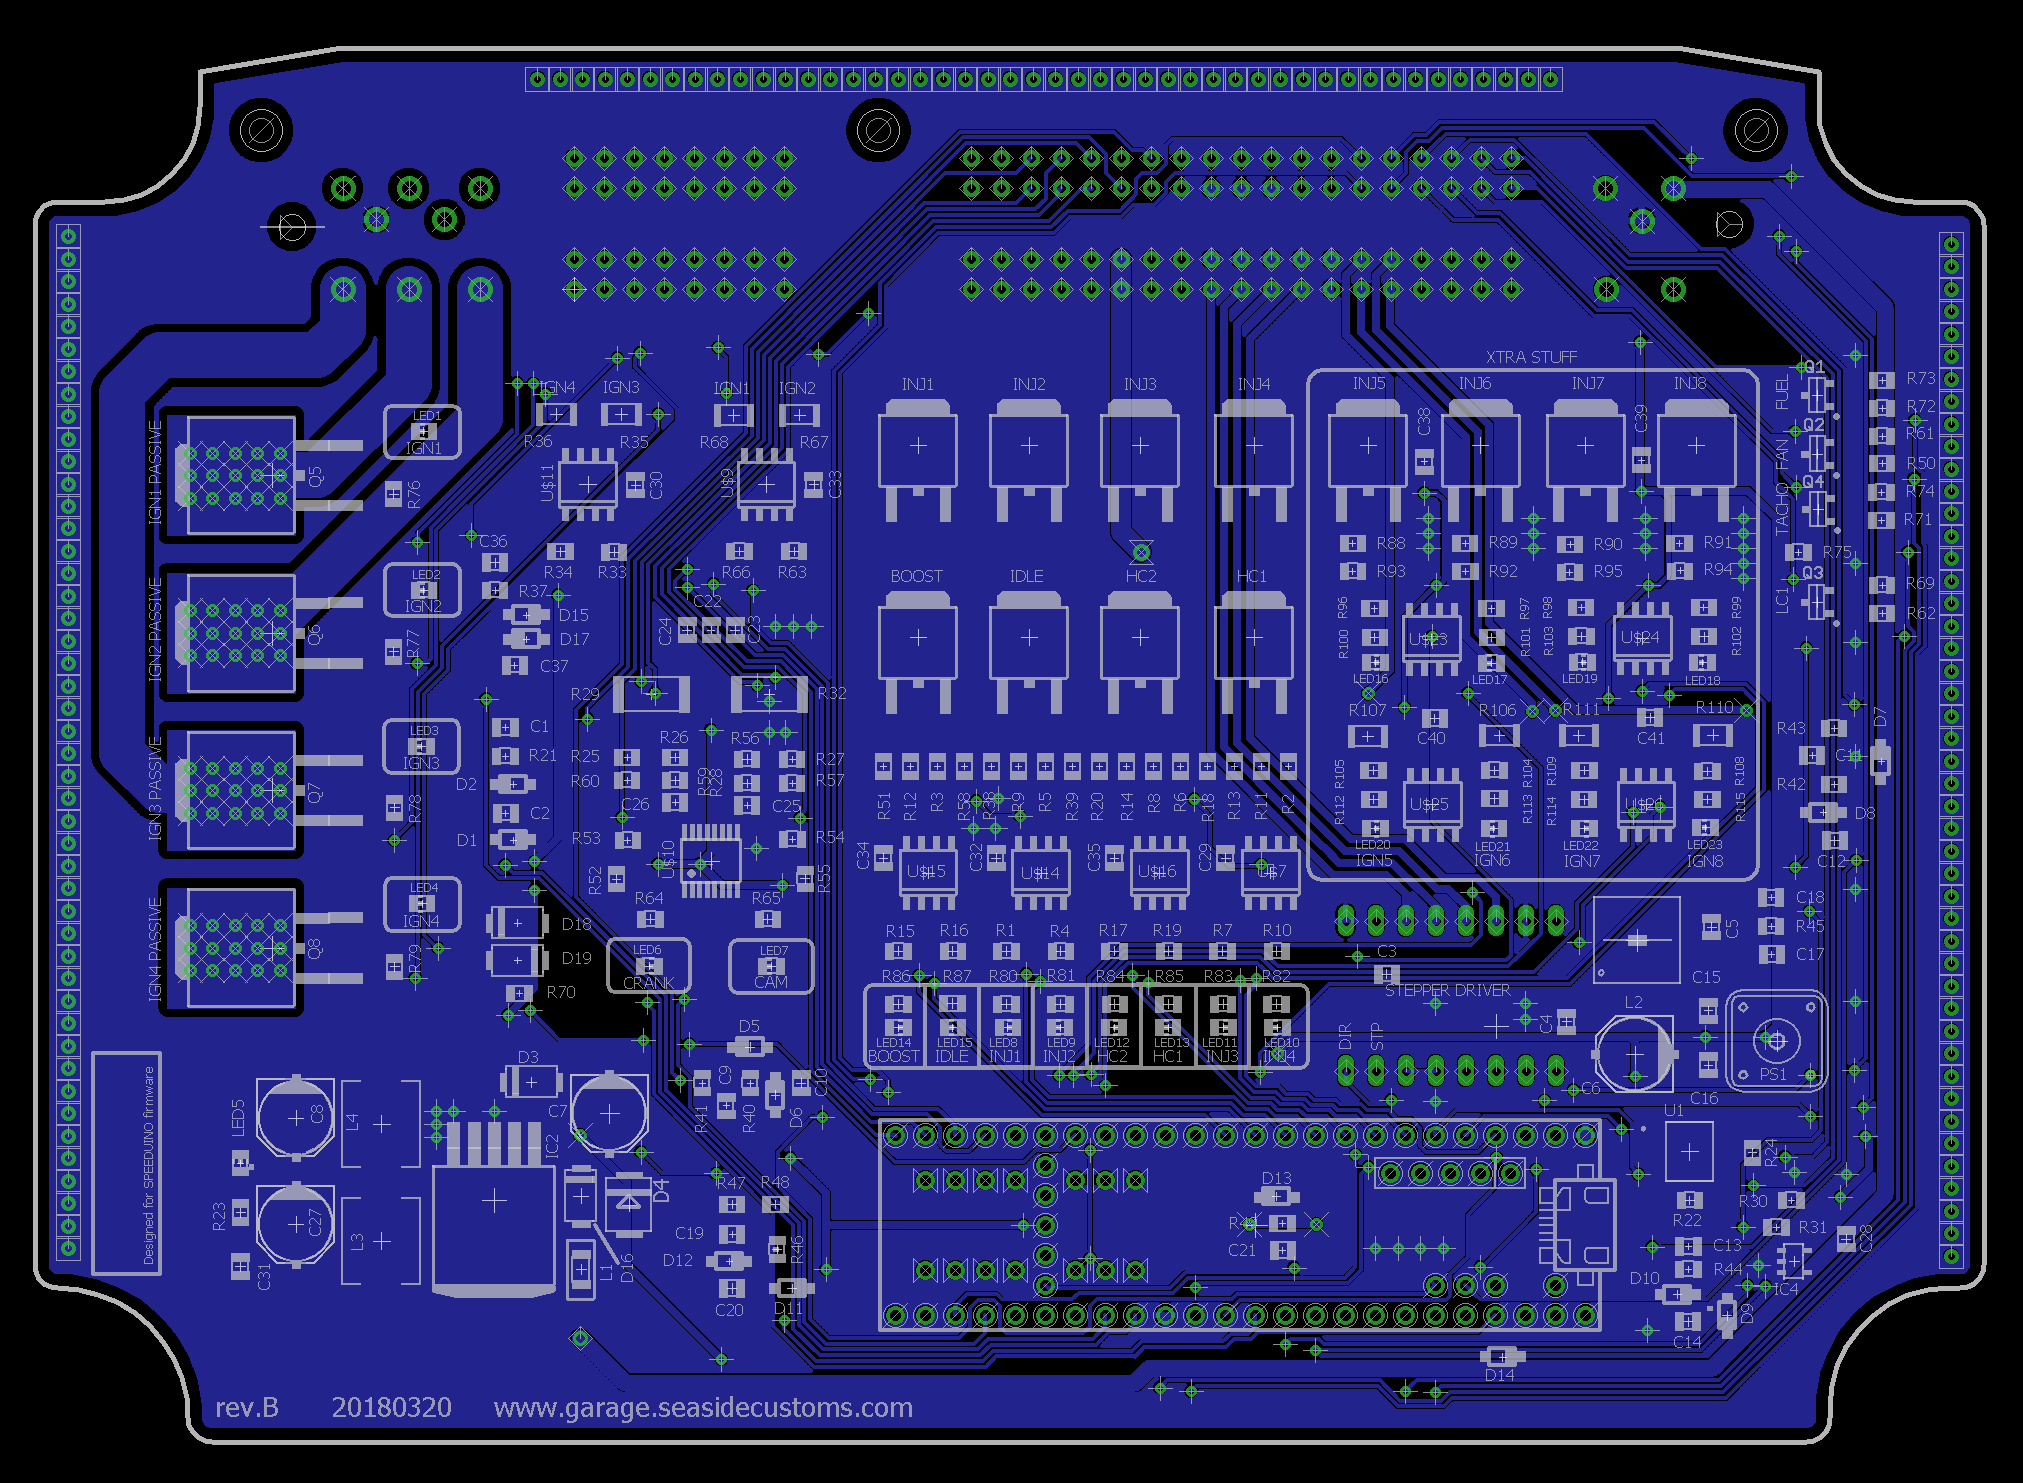 XTRA STUFF
INJ1 INJ2 INJ3 INJ4 INJ5 INJ6 INJ7 INJ8
Q1
FUEL
R73
R72
Q2
R61
FAN
R50
Q4
R74
TACHO
R71
R75
Q3
LC1
R69
R62
IGN4 IGN3 IGN1 IGN2
R36 R35 R68 R67
LED1
IGN1
IGN1 PASSIVE
Q5
R76
U$11
C30
U$9
C33
C38
C39
C36
R34 R33 R66 R63
R37
LED2
IGN2
IGN2 PASSIVE
Q6
R77
D15
D17
C37
C22
C24
C23
BOOST IDLE HC2 HC1
R88 R89 R90 R91
R93 R92 R95 R94
R96 R97 R98 R99
R100 R101 R103 R102
U$23 U$24
LED16 LED17 LED19 LED18
R107 R106 R111 R110
C40 C41
R29 R32
C1
R21
LED3
IGN3
IGN3 PASSIVE
Q7
R78
D2
C2
D1
R25 R26 R56 R27
R60 R59 R28 R57
C26 C25
R53 R54
U$10
R52 R55
R64 R65
R51 R12 R3 R58 R38 R9 R5 R39 R20 R14 R8 R6 R18 R13 R11 R2
R105 R104 R109 R108
R112 R113 R114 R115
U$25
LED20 LED21 LED22 LED23
IGN5 IGN6 IGN7 IGN8
R43
D7
R42
D8
C12
C34 C32 C35 C29
U$15 U$14 U$16
LED4
IGN4
IGN4 PASSIVE
Q8
R79
D18
D19
R70
LED6
CRANK
LED7
CAM
R15 R16 R1 R4 R17 R19 R7 R10
R86 R87 R80 R81 R84 R85 R83 R82
LED14 LED15 LED8 LED9 LED12 LED13 LED11 LED10
BOOST IDLE INJ1 INJ2 HC2 HC1 INJ3 INJ4
C3
STEPPER DRIVER
DIR
STP
C4
C18
R45
C5
C17
C15
L2
PS1
C16
C6
U1
D5
D3
C7
R41
C9
R40
D6
C10
Designed for SPEEDUINO firmware
LED5
C8
L4
IC2
R23
C27
L3
C31
D4
L1
D16
R47 R48
C19
R46
D12
C20
D11
D13
C21
R24
R30
R22
R31
C28
C13
R44
D10
IC4
D9
C14
D14
rev.B 20180320 www.garage.seasidecustoms.com